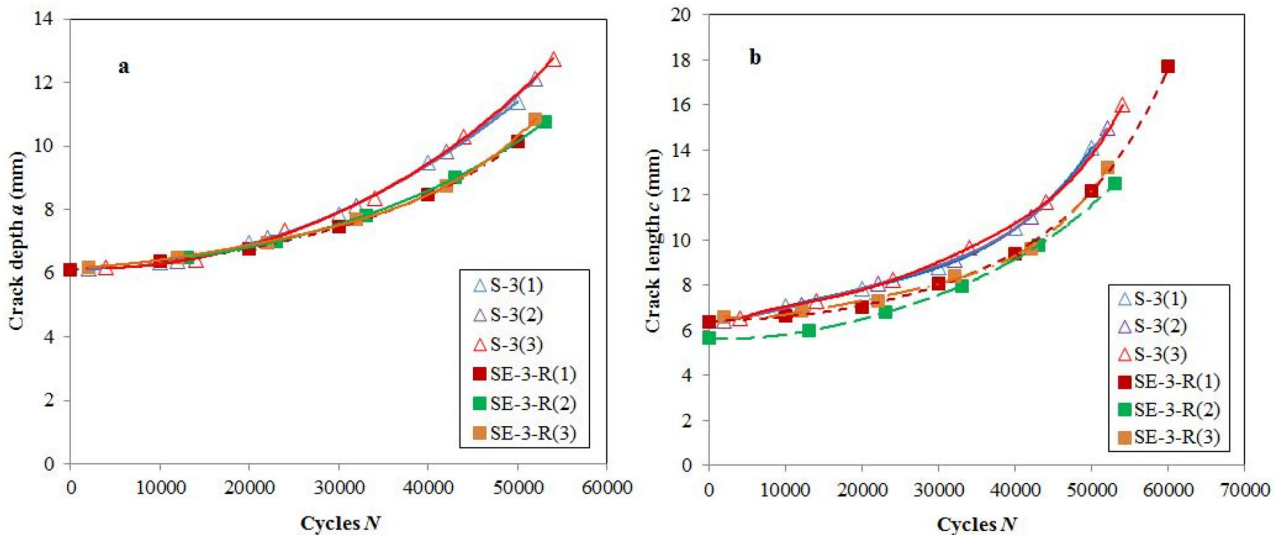 a
Crack depth a (mm)
14
12
10
8
6
4
2
0
0 10000 20000 30000 40000 50000 60000
Cycles N
S-3(1)
S-3(2)
S-3(3)
SE-3-R(1)
SE-3-R(2)
SE-3-R(3)
b
Crack length c (mm)
20
18
16
14
12
10
8
6
4
2
0
0 10000 20000 30000 40000 50000 60000 70000
Cycles N
S-3(1)
S-3(2)
S-3(3)
SE-3-R(1)
SE-3-R(2)
SE-3-R(3)